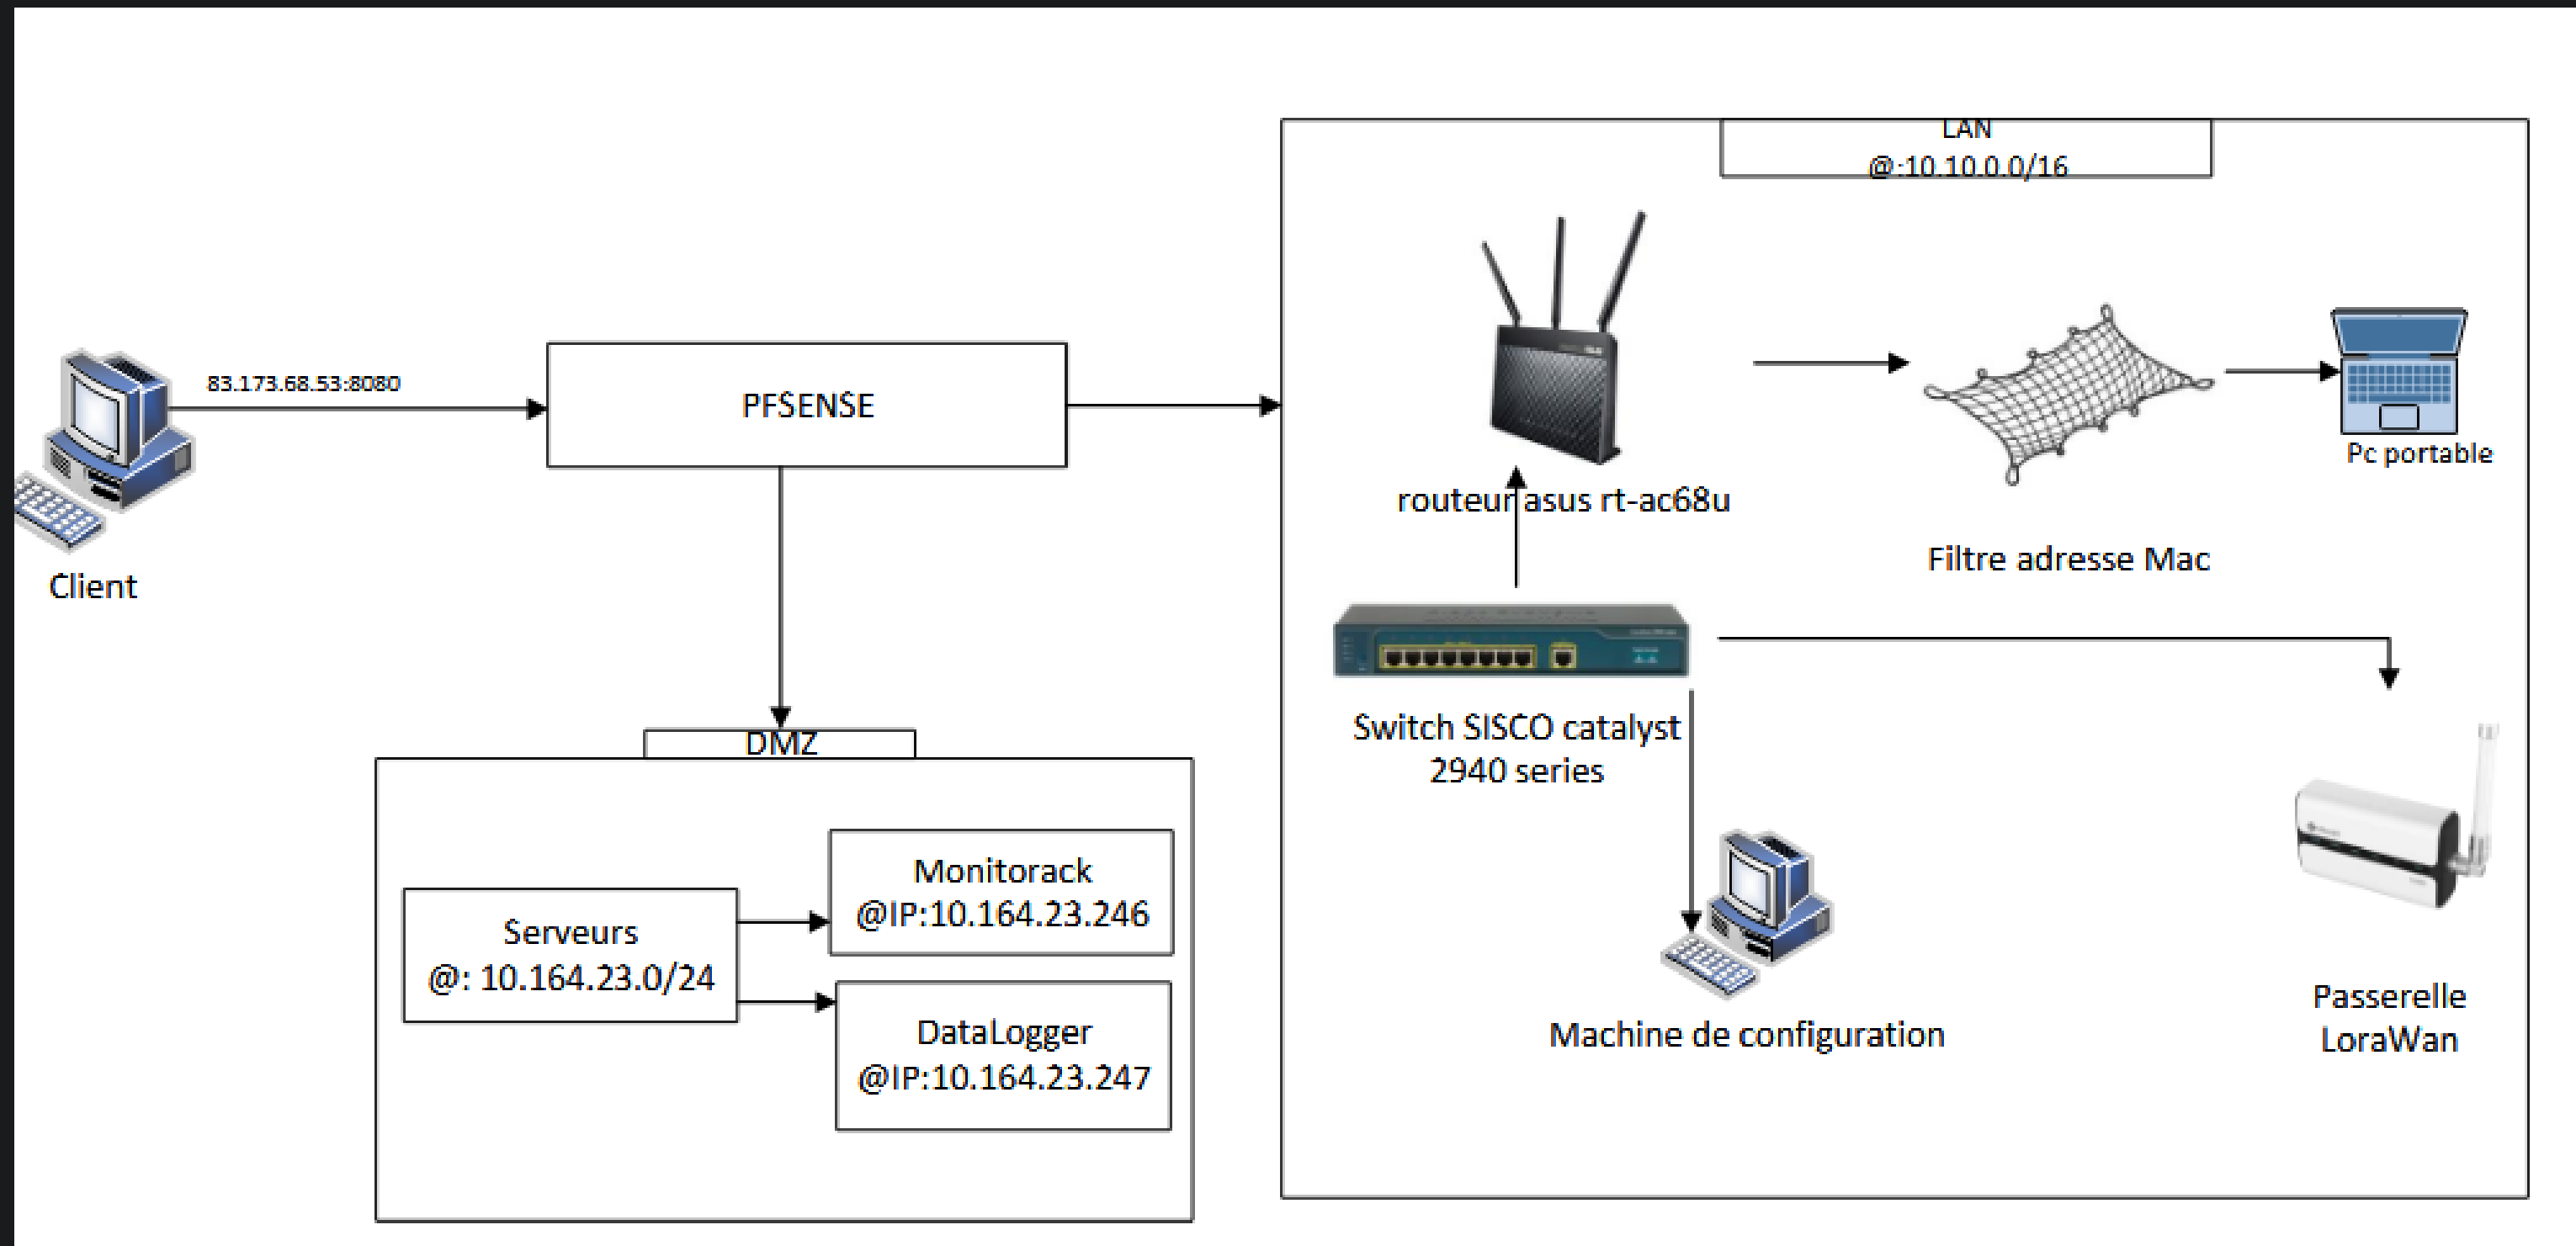 LAN
@:10.10.0.0/16
83.173.68.53:8080
PFSENSE
Client
routeur asus rt-ac68u
Pc portable
Filtre adresse Mac
Switch SISCO catalyst
2940 series
DMZ
Serveurs
@: 10.164.23.0/24
Monitorack
@IP:10.164.23.246
DataLogger
@IP:10.164.23.247
Machine de configuration
Passerelle
LoraWan